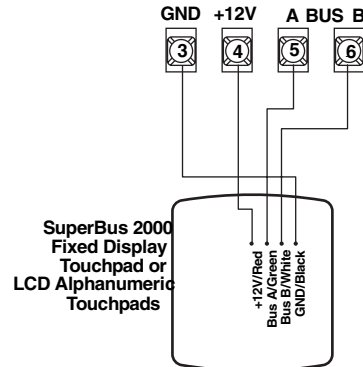 GND +12V A BUS B
3 4 5 6
SuperBus 2000
Fixed Display
Touchpad or
LCD Alphanumeric
Touchpads
+12V/Red
Bus A/Green
Bus B/White
GND/Black